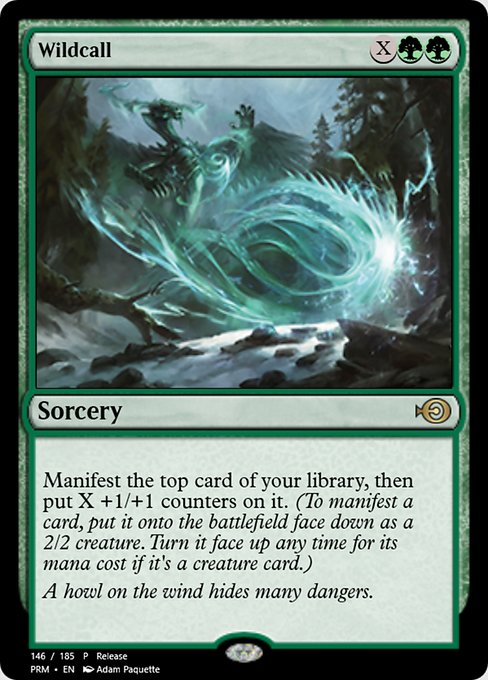 Wildcall X
Sorcery
Manifest the top card of your library, then
put X +1/+1 counters on it. (To manifest a
card, put it onto the battlefield face down as a
2/2 creature. Turn it face up any time for its
mana cost if it's a creature card.)
A howl on the wind hides many dangers.
146 / 185 P Release
PRM • EN Adam Paquette